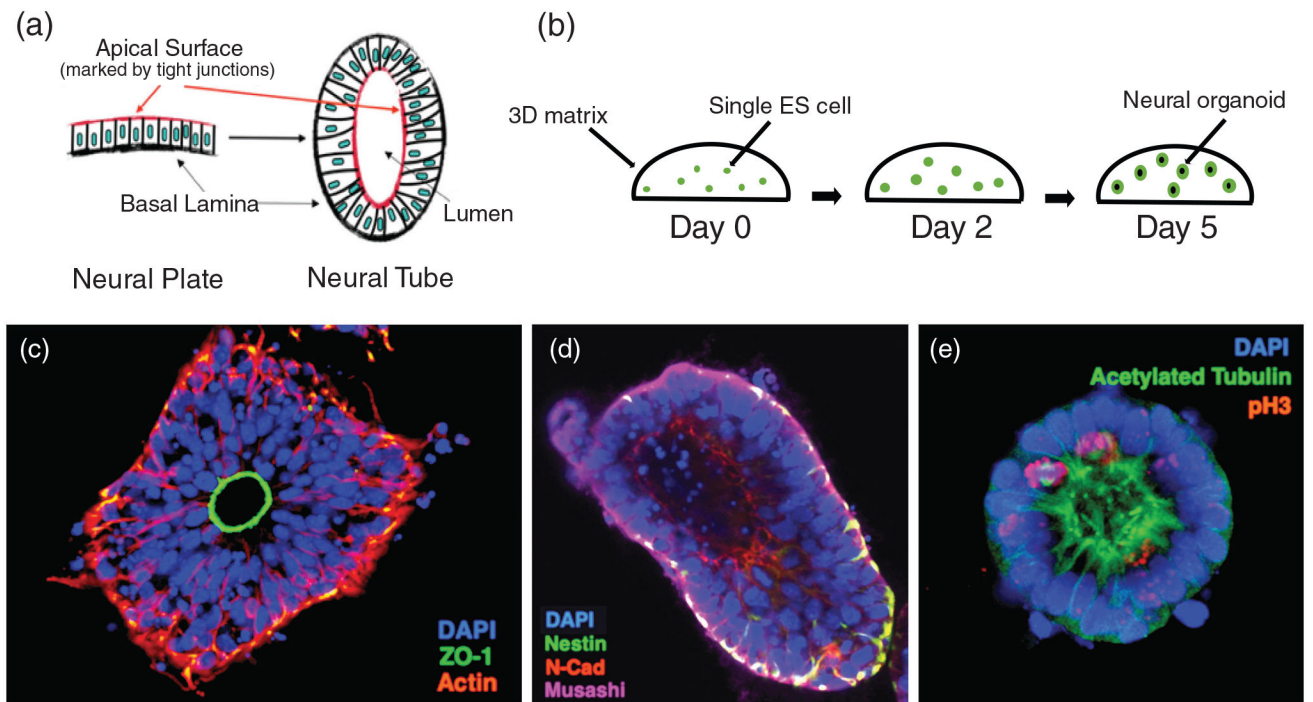 (a)
Apical Surface
(marked by tight junctions)
Basal Lamina
Lumen
Neural Plate
Neural Tube
(b)
3D matrix
Single ES cell
Neural organoid
Day 0
Day 2
Day 5
(c)
DAPI
ZO-1
Actin
(d)
DAPI
Nestin
N-Cad
Musashi
(e)
DAPI
Acetylated Tubulin
pH3